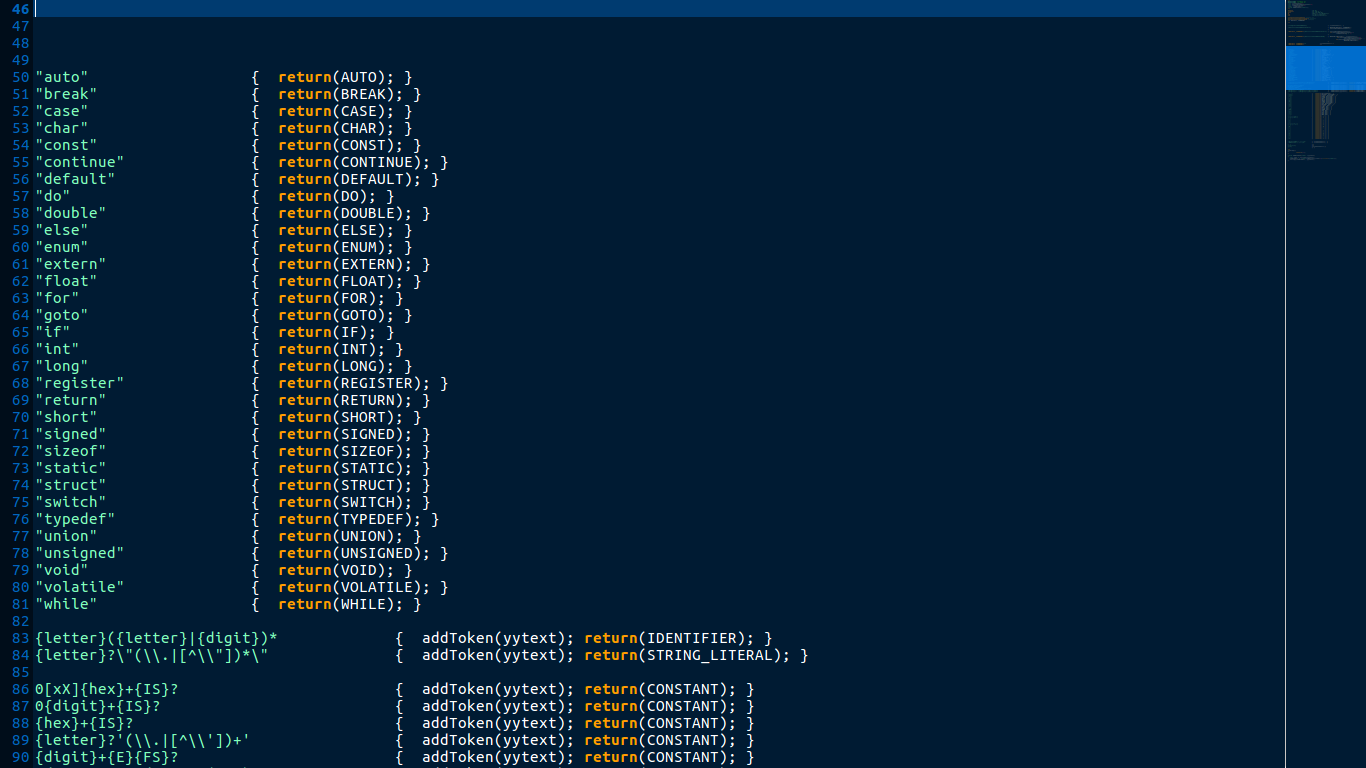 46
47
48
49
50 "auto" { return(AUTO); }
51 "break" { return(BREAK); }
52 "case" { return(CASE); }
53 "char" { return(CHAR); }
54 "const" { return(CONST); }
55 "continue" { return(CONTINUE); }
56 "default" { return(DEFAULT); }
57 "do" { return(DO); }
58 "double" { return(DOUBLE); }
59 "else" { return(ELSE); }
60 "enum" { return(ENUM); }
61 "extern" { return(EXTERN); }
62 "float" { return(FLOAT); }
63 "for" { return(FOR); }
64 "goto" { return(GOTO); }
65 "if" { return(IF); }
66 "int" { return(INT); }
67 "long" { return(LONG); }
68 "register" { return(REGISTER); }
69 "return" { return(RETURN); }
70 "short" { return(SHORT); }
71 "signed" { return(SIGNED); }
72 "sizeof" { return(SIZEOF); }
73 "static" { return(STATIC); }
74 "struct" { return(STRUCT); }
75 "switch" { return(SWITCH); }
76 "typedef" { return(TYPEDEF); }
77 "union" { return(UNION); }
78 "unsigned" { return(UNSIGNED); }
79 "void" { return(VOID); }
80 "volatile" { return(VOLATILE); }
81 "while" { return(WHILE); }
82
83 {letter}({letter}|{digit})* { addToken(yytext); return(IDENTIFIER); }
84 {letter}?\"(\\.|[^\\"])*\" { addToken(yytext); return(STRING_LITERAL); }
85
86 0[xX]{hex}+{IS}? { addToken(yytext); return(CONSTANT); }
87 0{digit}+{IS}? { addToken(yytext); return(CONSTANT); }
88 {hex}+{IS}? { addToken(yytext); return(CONSTANT); }
89 {letter}?'(\\.|[^\\'])+' { addToken(yytext); return(CONSTANT); }
90 {digit}+{E}{FS}? { addToken(yytext); return(CONSTANT); }